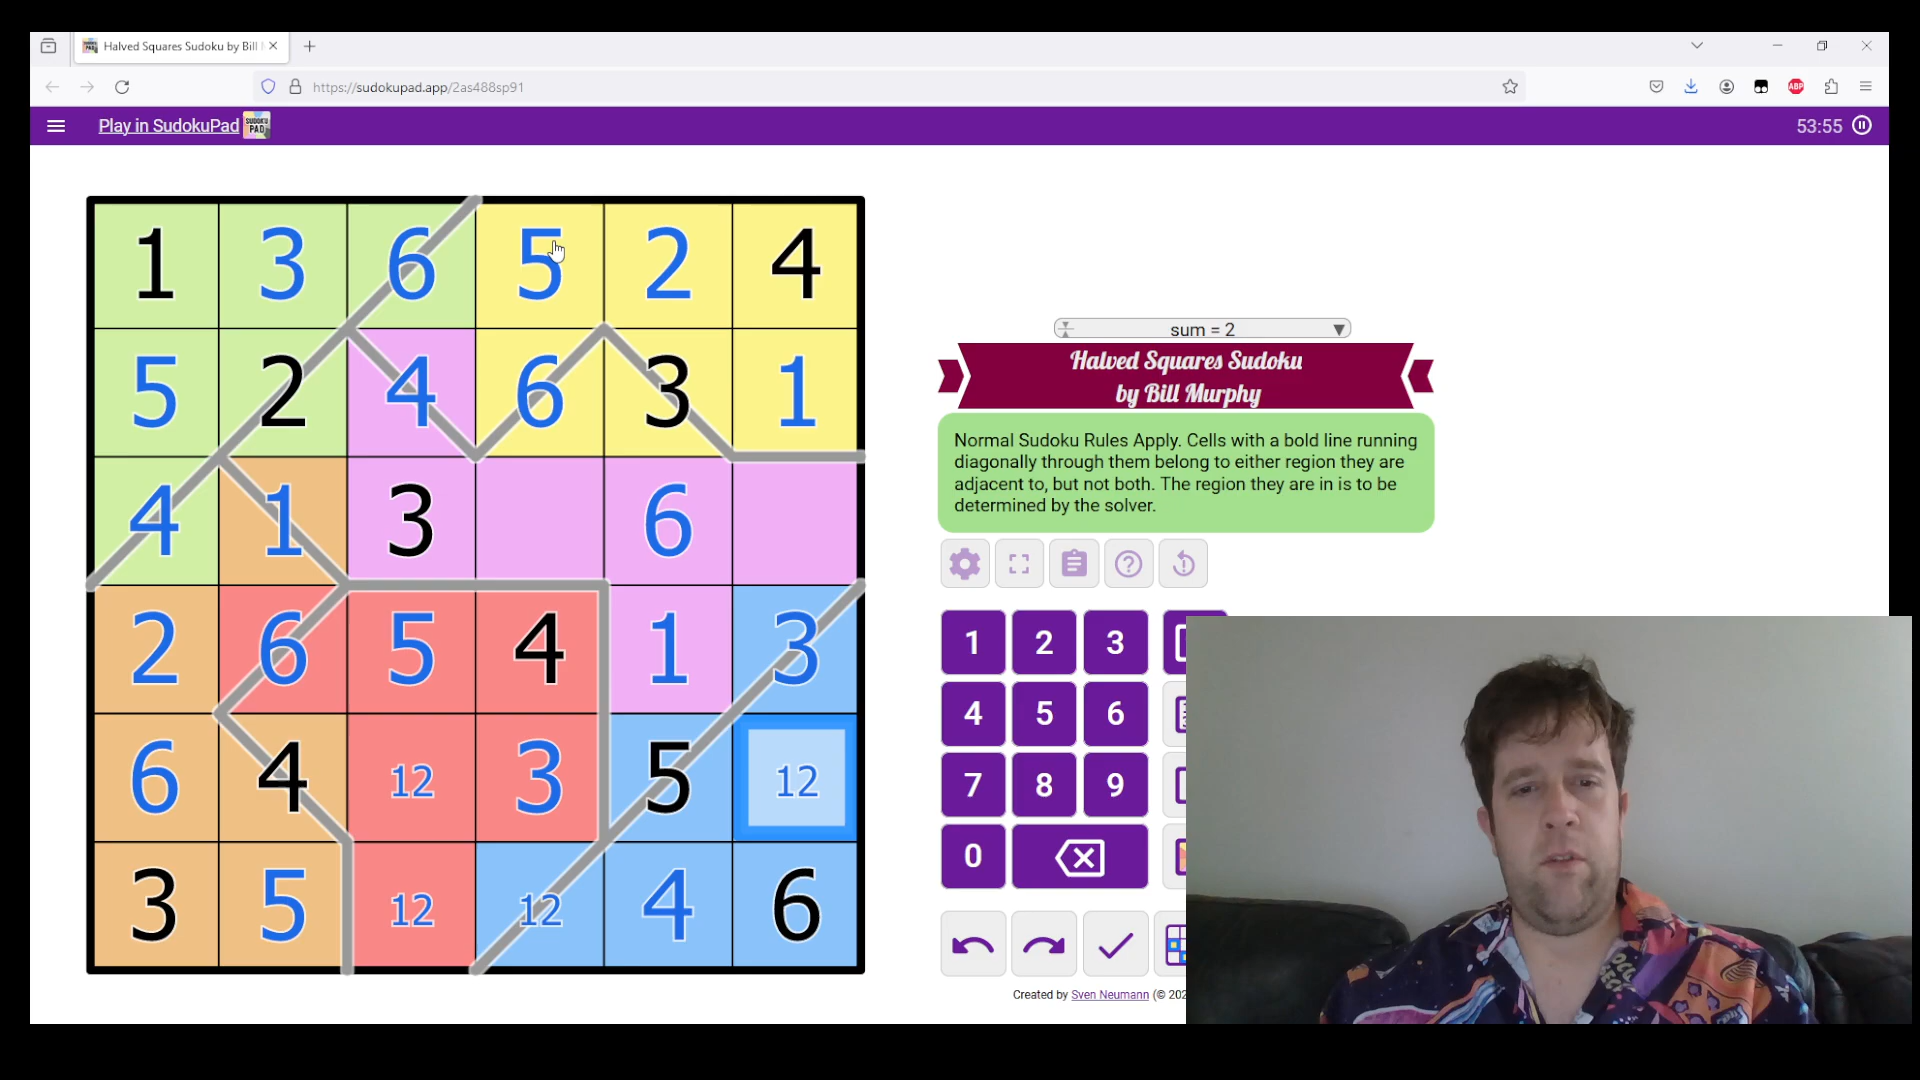 Halved Squares Sudoku by Bill
https://sudokupad.app/2as488sp91
ABP
Play in SudokuPad
SUDOKU PAD
53:55
1 3 6 5 2 4
5 2 4 6 3 1
4 1 3 6
2 6 5 4 1 3
6 4 12 3 5 12
3 5 12 12 4 6
sum = 2
Halved Squares Sudoku
by Bill Murphy
Normal Sudoku Rules Apply. Cells with a bold line running
diagonally through them belong to either region they are
adjacent to, but not both. The region they are in is to be
determined by the solver.
1 2 3
4 5 6
7 8 9
0
Created by Sven Neumann (© 202